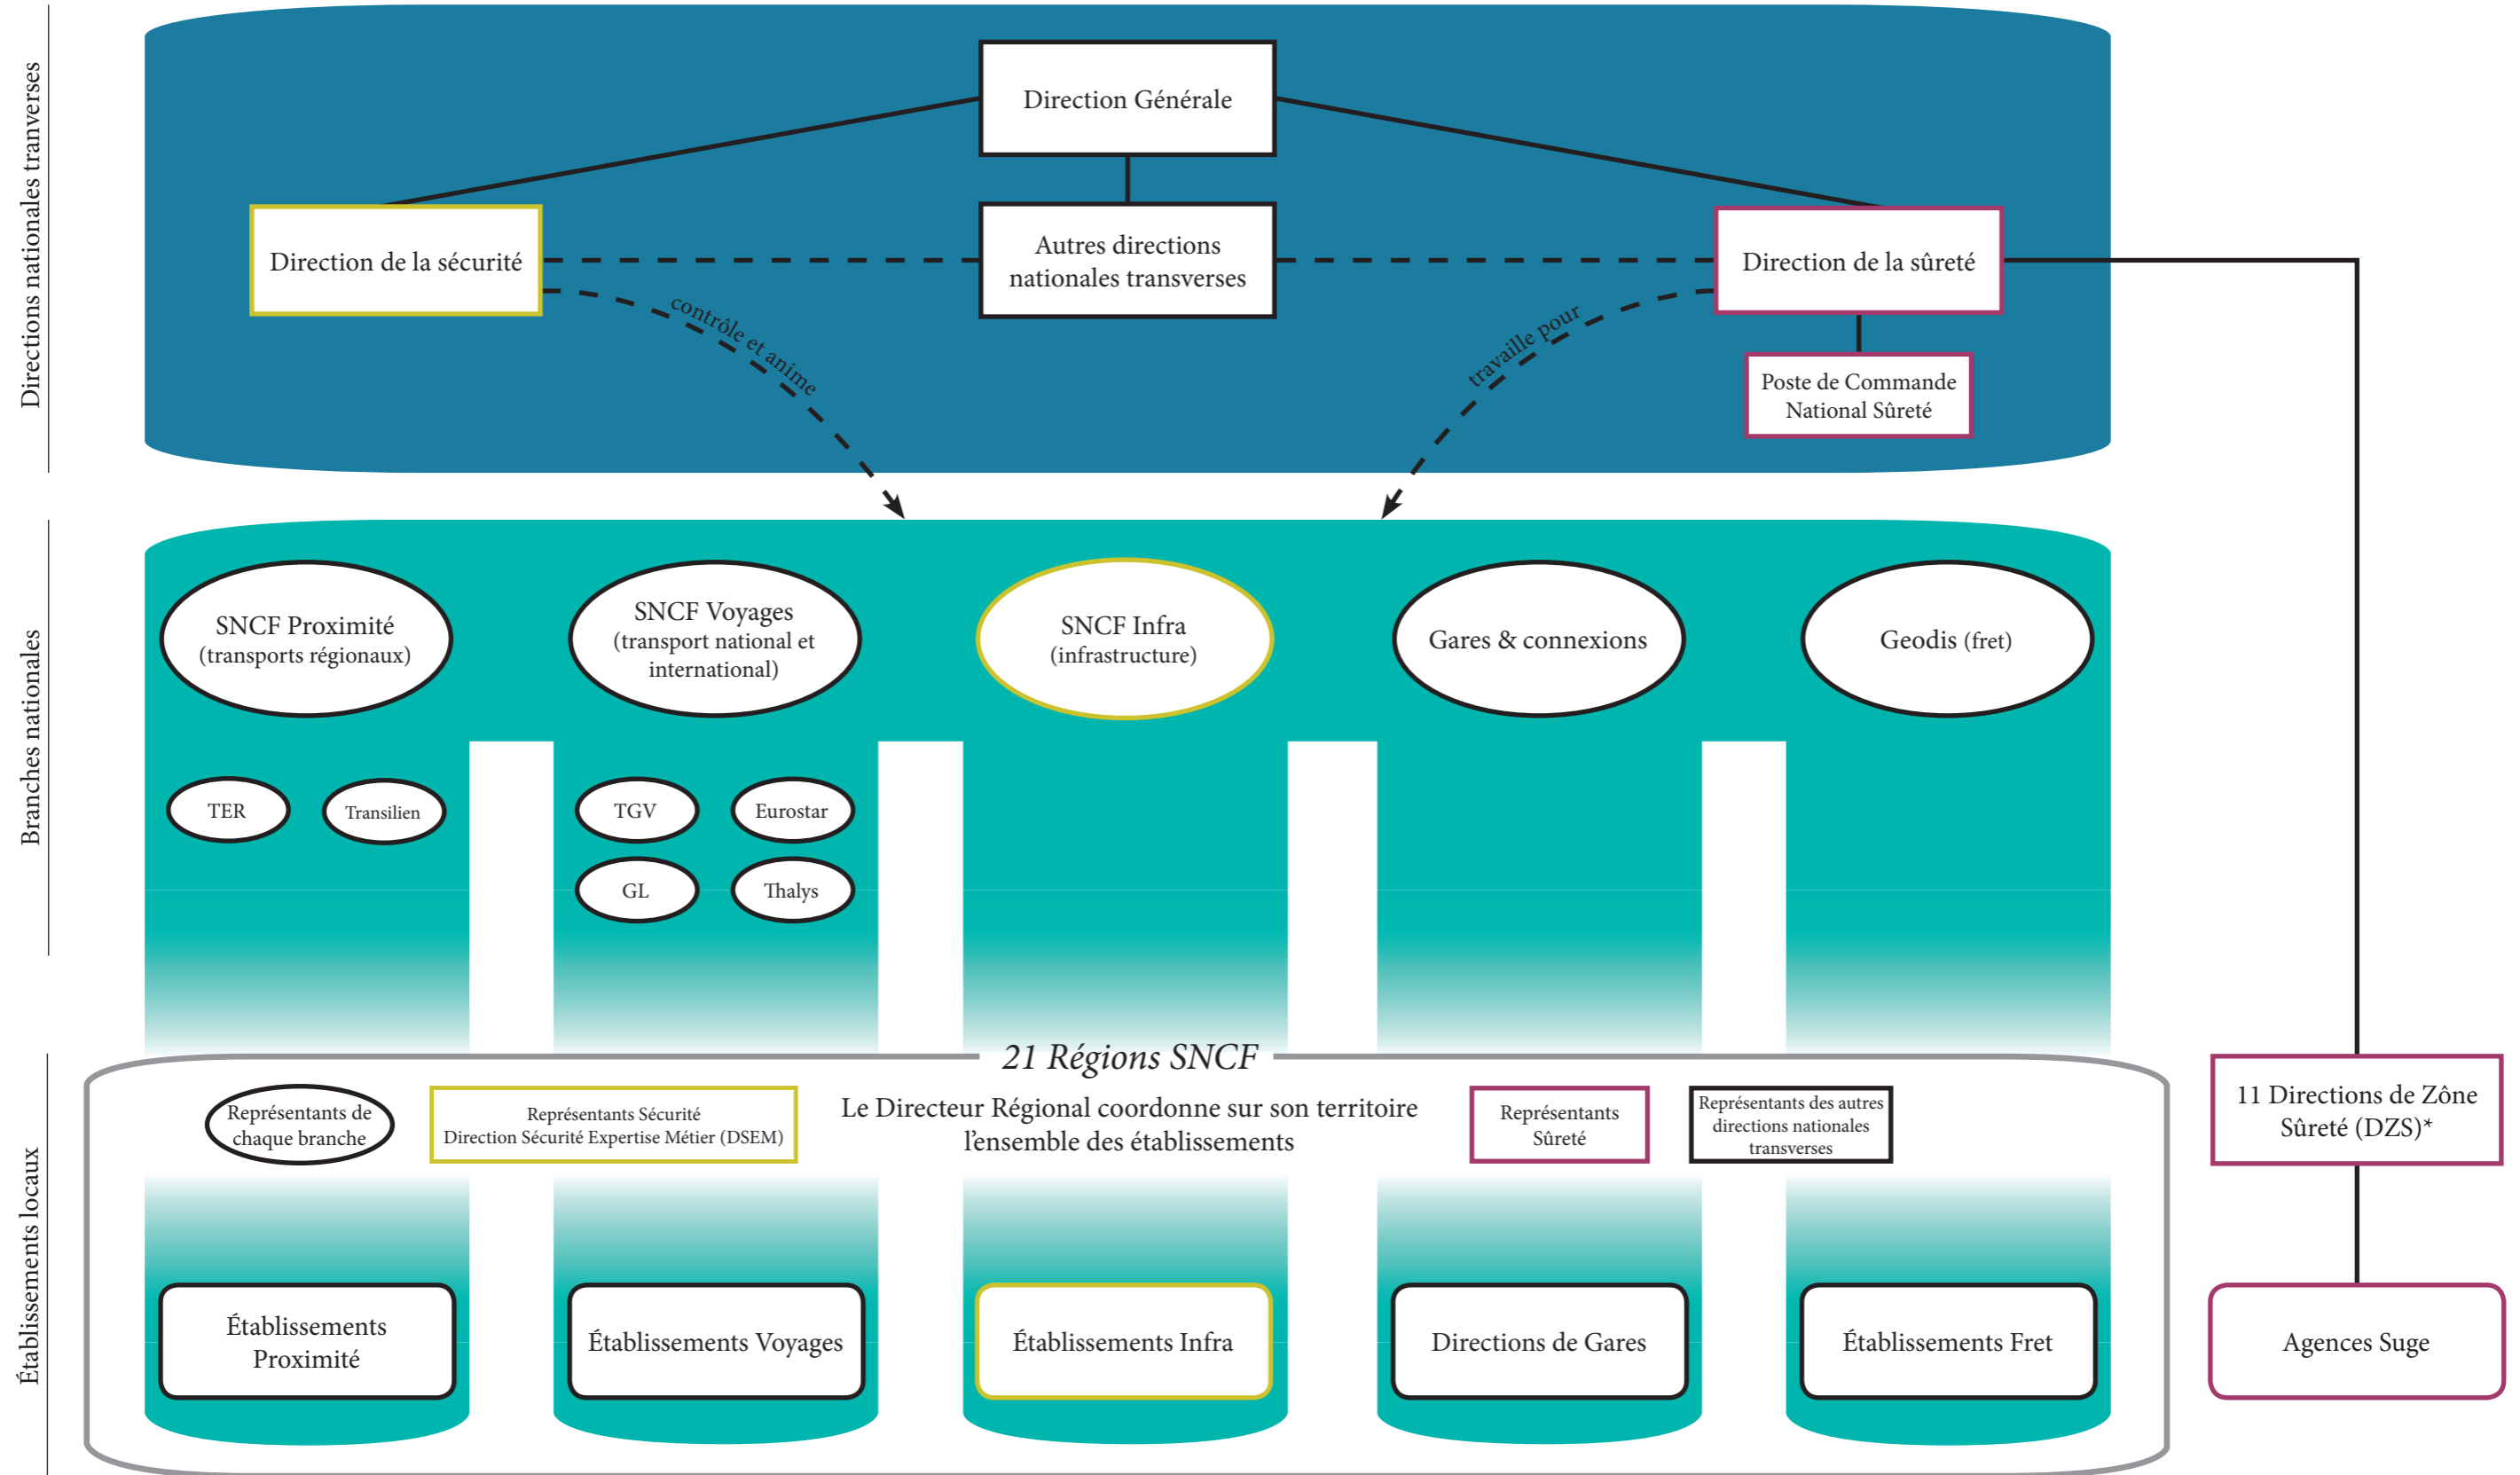 Directions nationales tranverses
Direction Générale
Direction de la sécurité
Autres directions
nationales transverses
Direction de la sûreté
contrôle et anime
travaille pour
Poste de Commande
National Sûreté
Branches nationales
SNCF Proximité
(transports régionaux)
SNCF Voyages
(transport national et
international)
SNCF Infra
(infrastructure)
Gares & connexions
Geodis (fret)
TER
Transilien
TGV
Eurostar
GL
Thalys
Établissements locaux
21 Régions SNCF
Représentants de
chaque branche
Représentants Sécurité
Direction Sécurité Expertise Métier (DSEM)
Le Directeur Régional coordonne sur son territoire
l'ensemble des établissements
Représentants
Sûreté
Représentants des autres
directions nationales
transverses
11 Directions de Zône
Sûreté (DZS)*
Établissements
Proximité
Établissements Voyages
Établissements Infra
Directions de Gares
Établissements Fret
Agences Suge